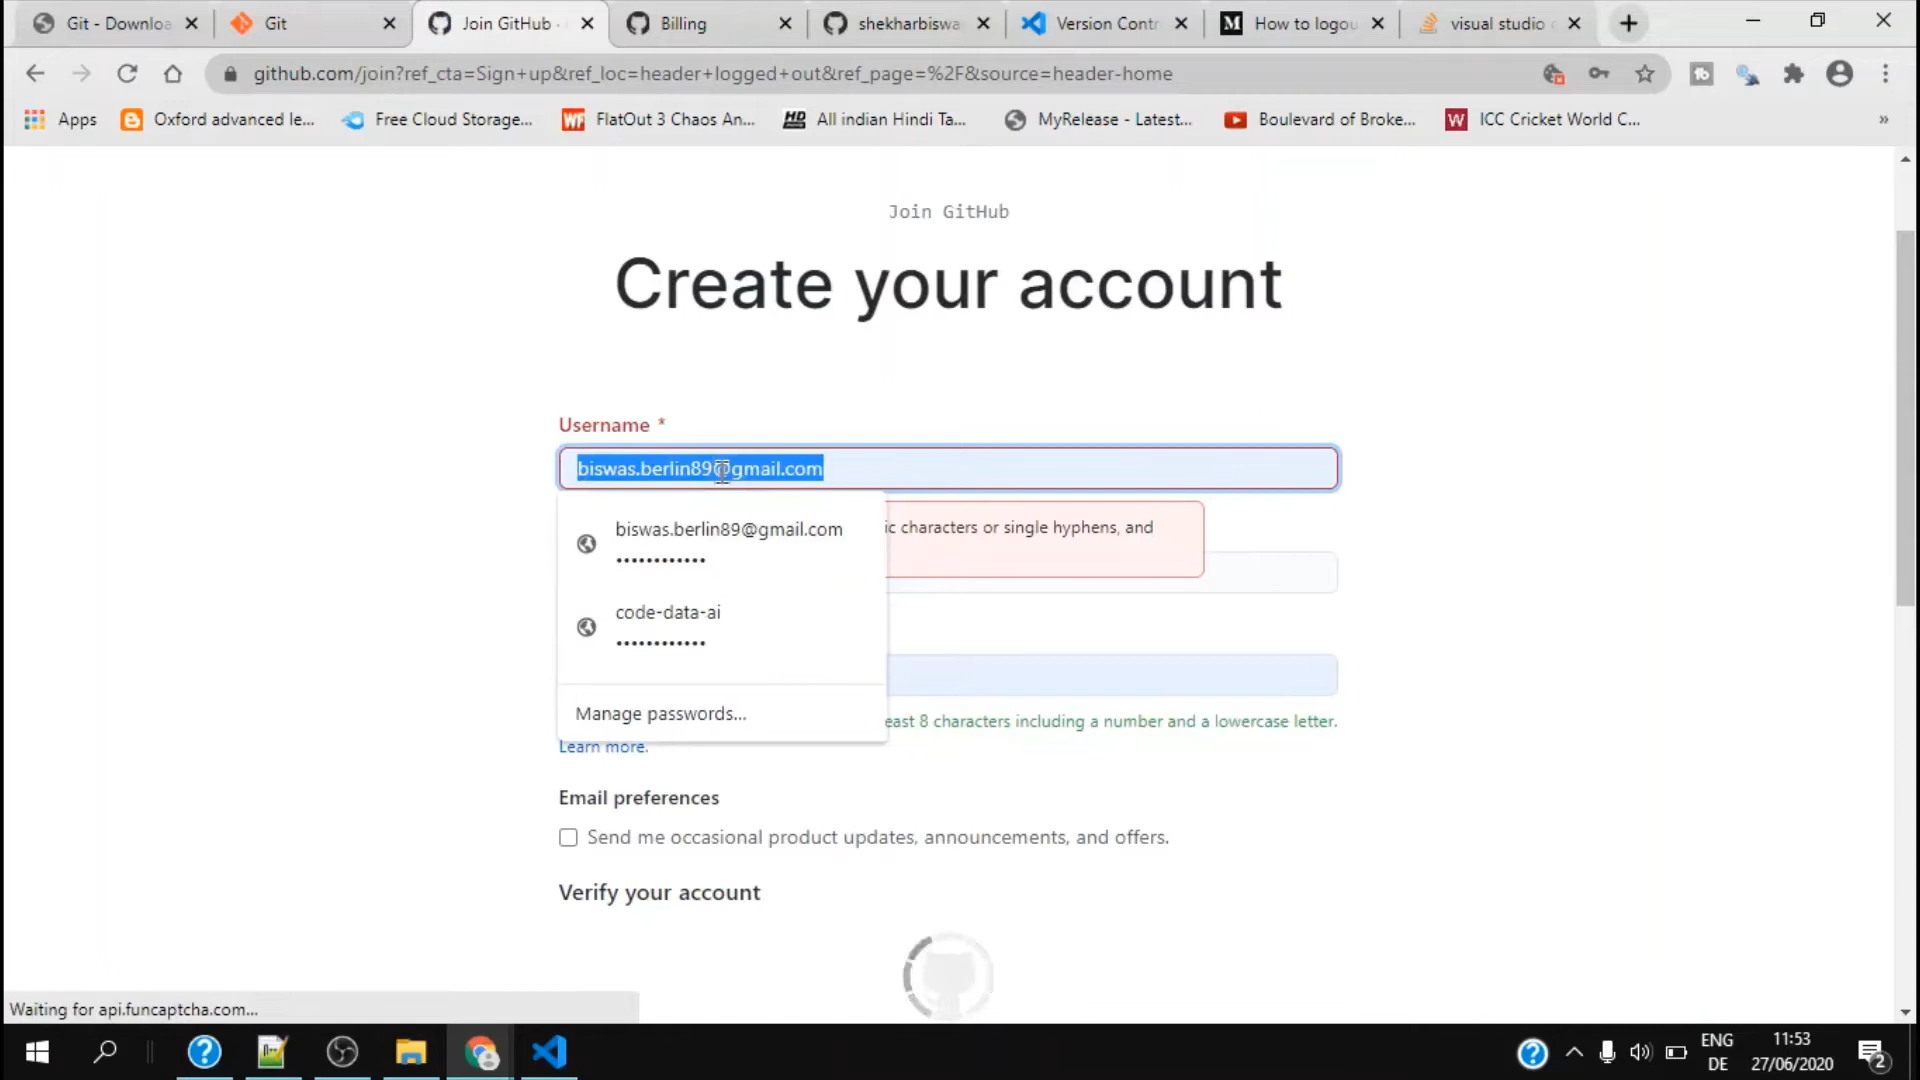 Git - Downloa
Git
Join GitHub ·
Billing
shekharbiswa
Version Contr
How to logou
visual studio
github.com/join?ref_cta=Sign+up&ref_loc=header+logged+out&ref_page=%2F&source=header-home
Apps
Oxford advanced le...
Free Cloud Storage...
FlatOut 3 Chaos An...
All indian Hindi Ta...
MyRelease - Latest...
Boulevard of Broke...
ICC Cricket World C...
»
Join GitHub
Create your account
Username *
biswas.berlin89@gmail.com
biswas.berlin89@gmail.com
••••••••••••
ic characters or single hyphens, and
code-data-ai
••••••••••••
Manage passwords...
east 8 characters including a number and a lowercase letter.
Learn more.
Email preferences
Send me occasional product updates, announcements, and offers.
Verify your account
Waiting for api.funcaptcha.com...
ENG
DE
11:53
27/06/2020
2